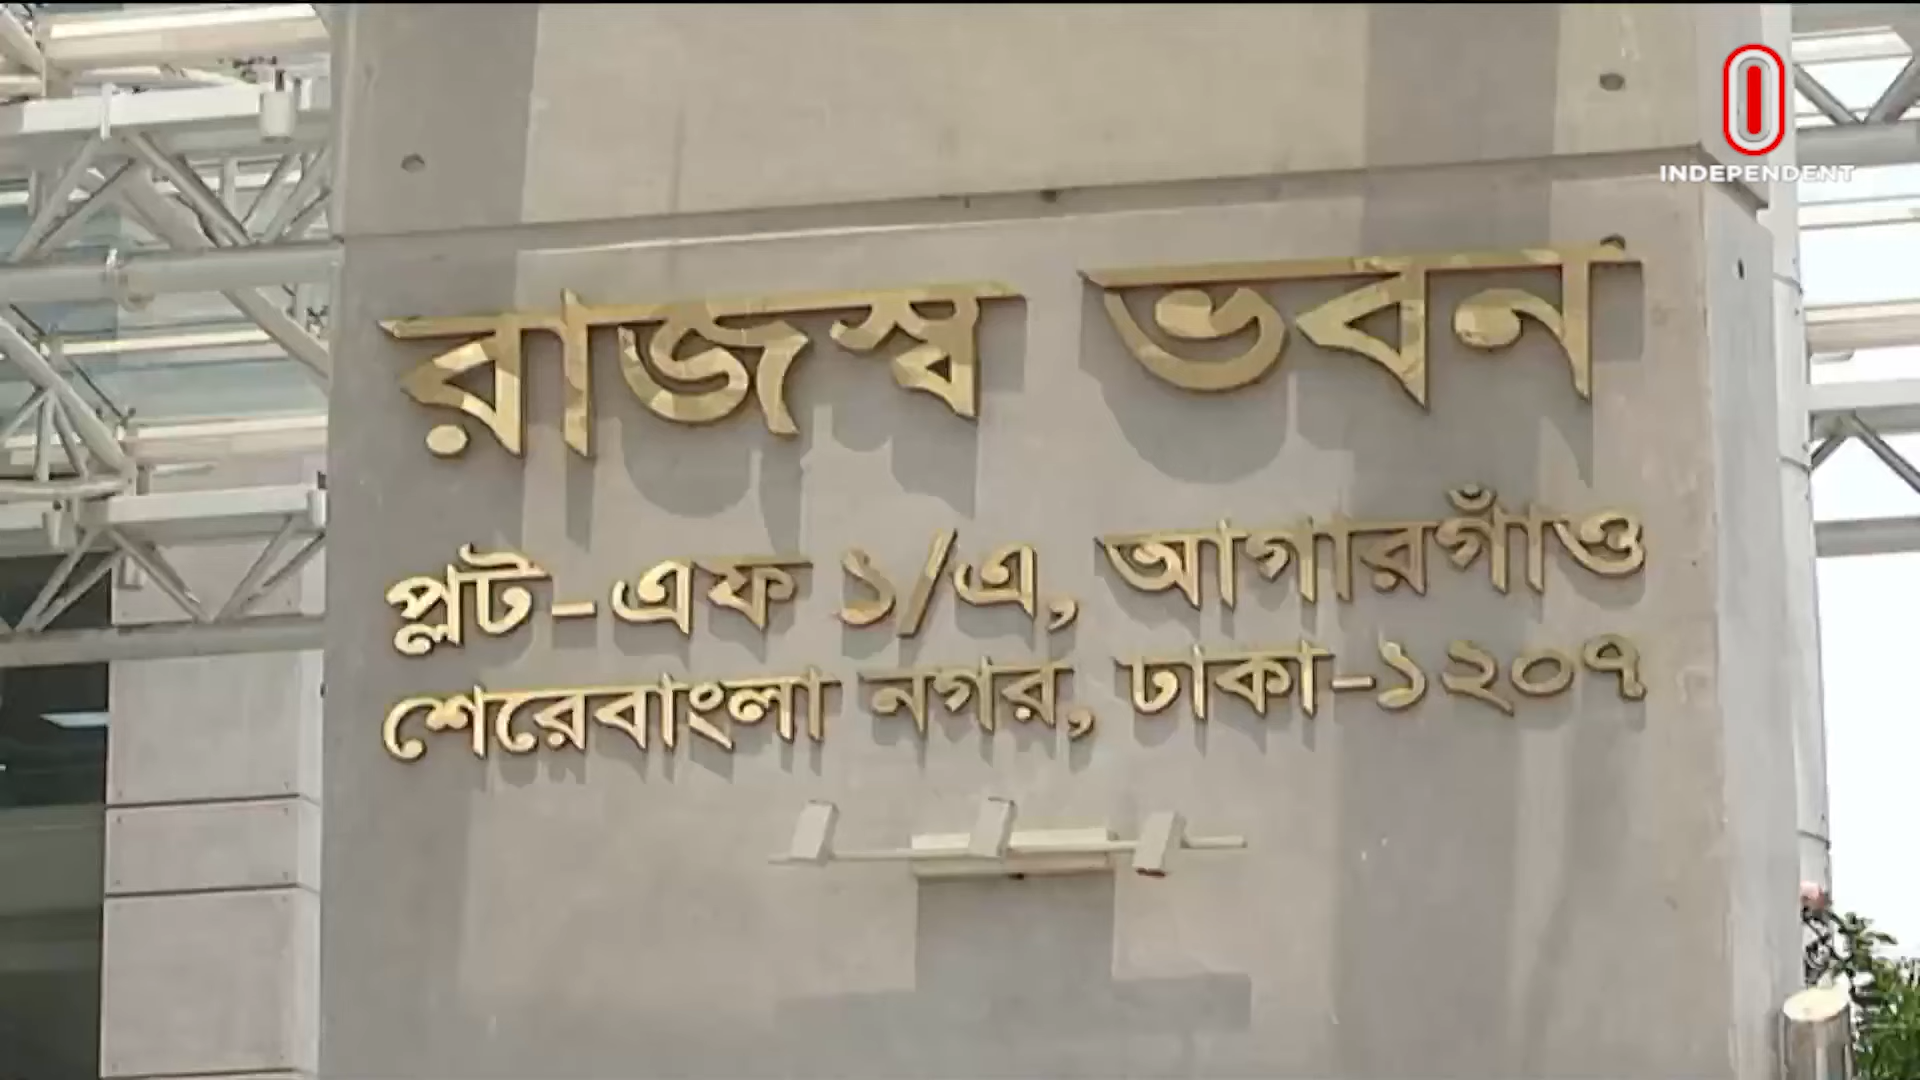 INDEPENDENT
রাজস্ব ভবন
প্লট-এফ ১/এ, আগারগাঁও
শেরেবাংলা নগর, ঢাকা-১২০৭